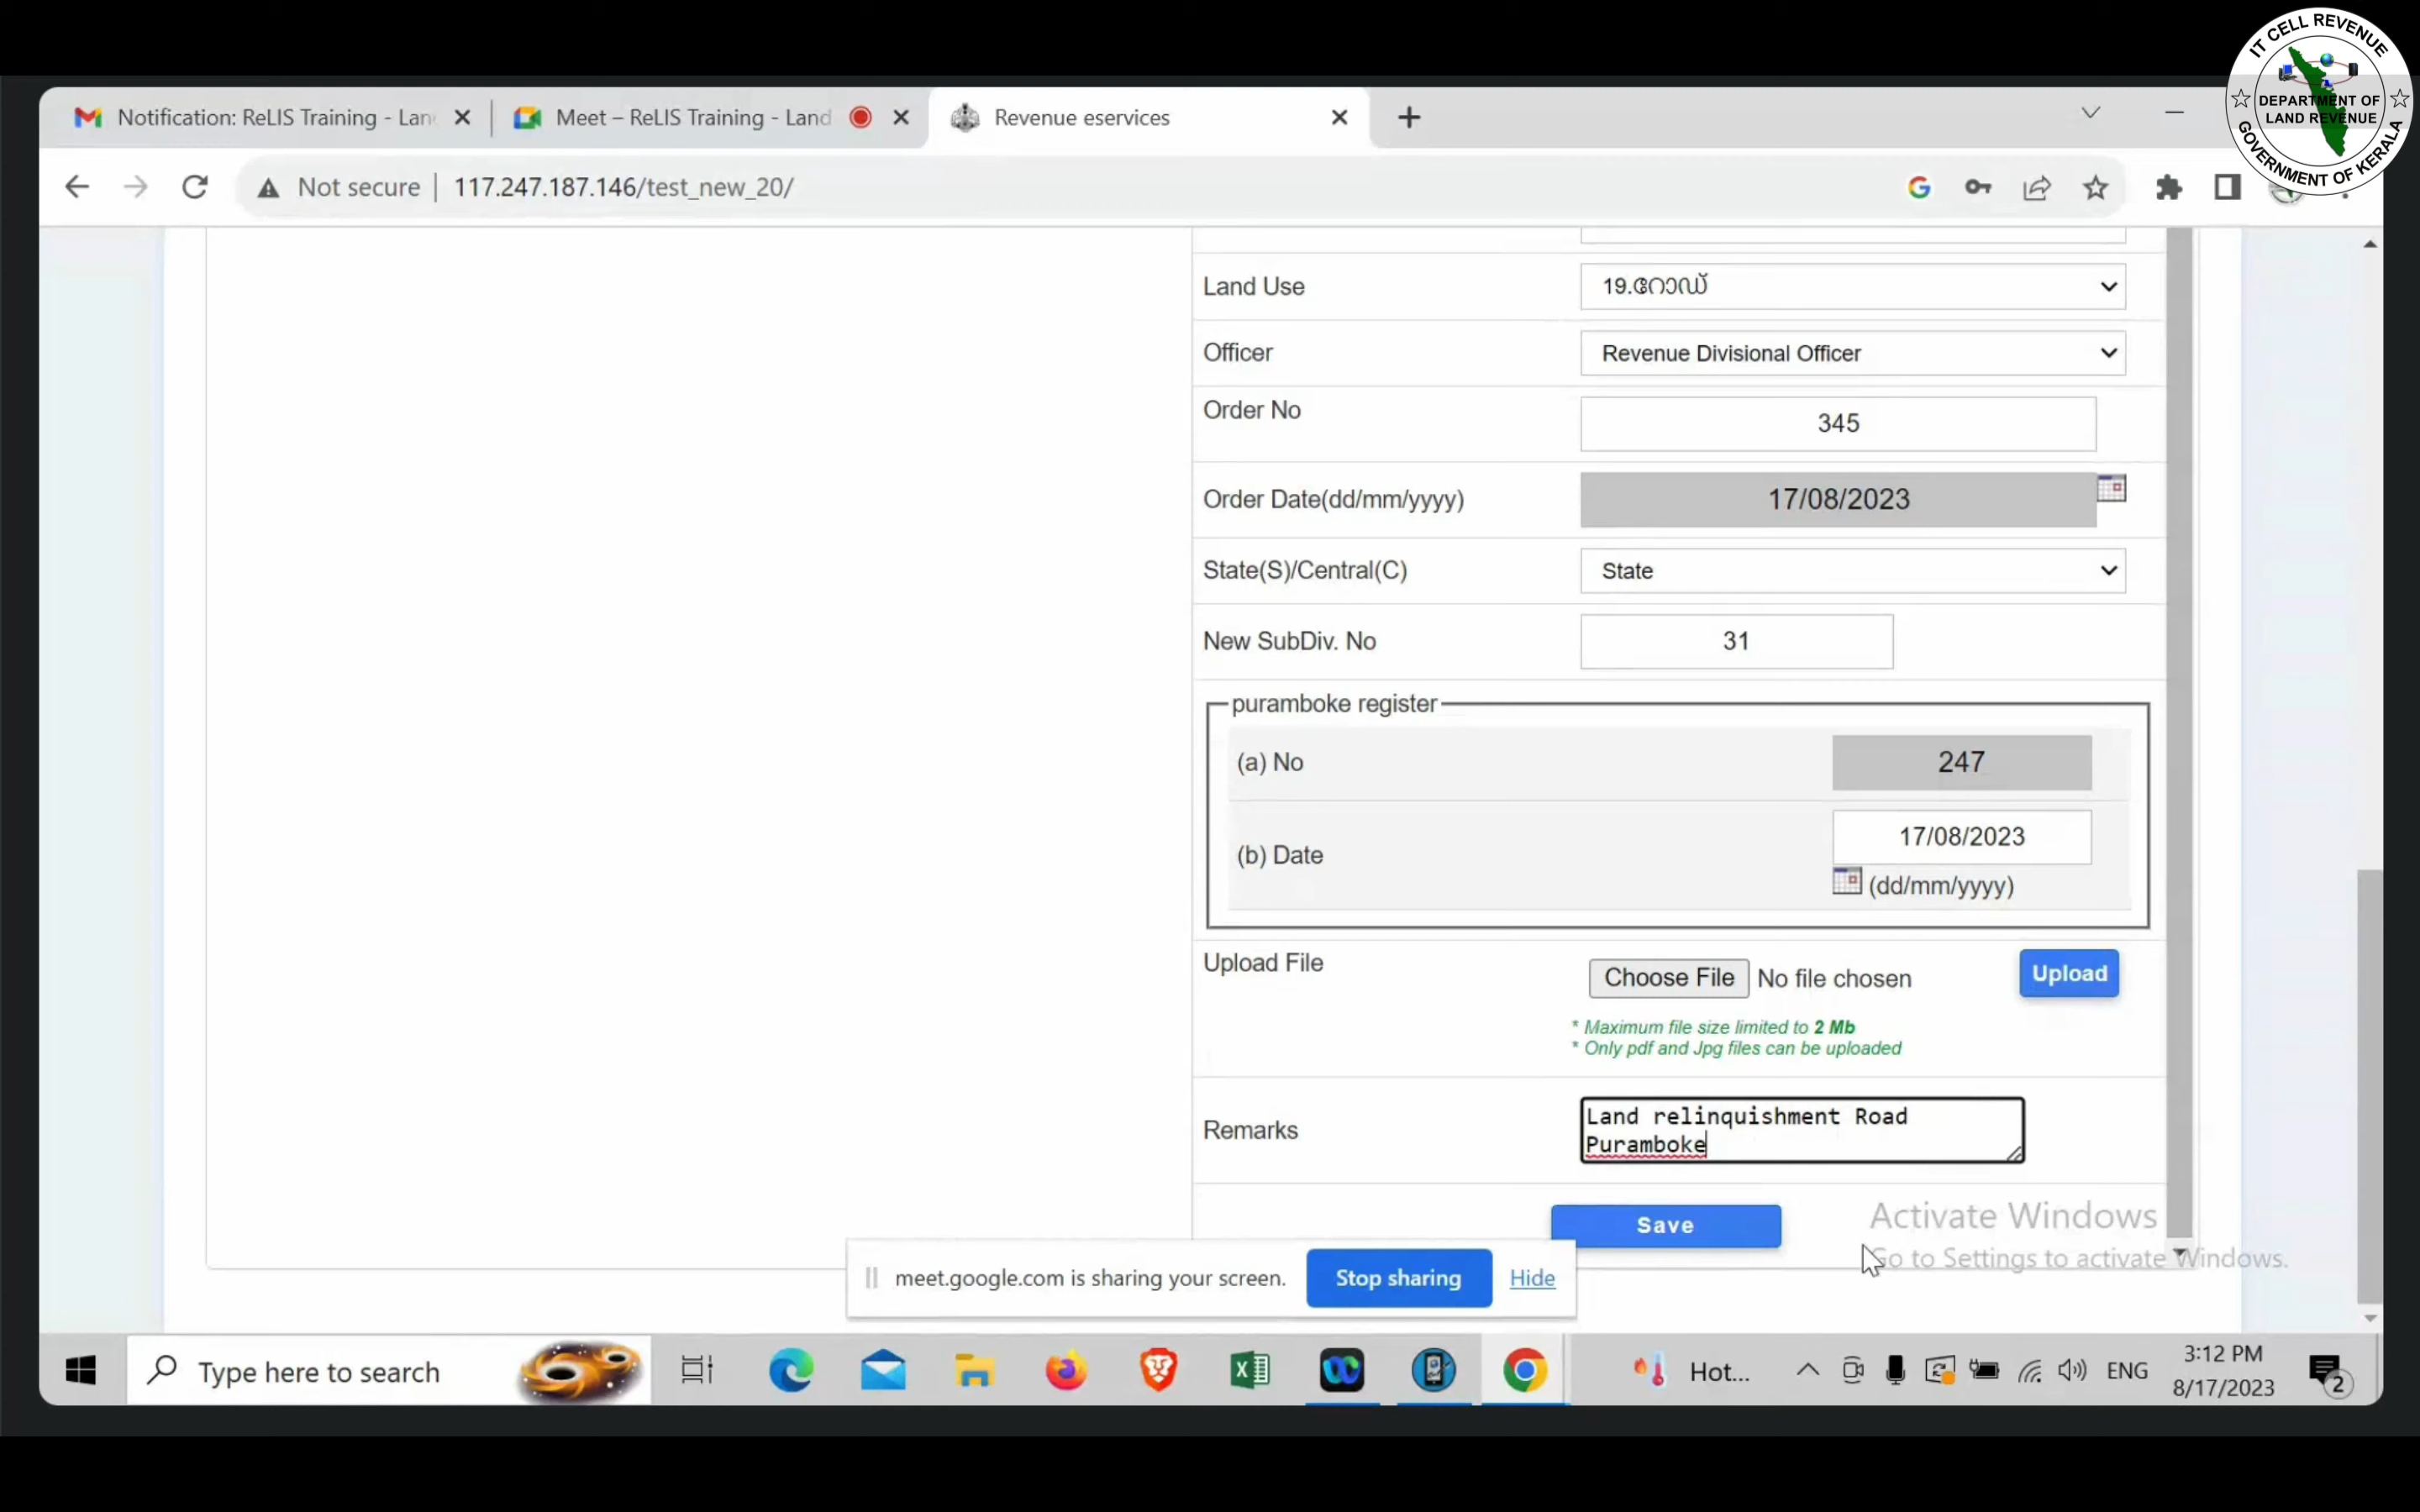 IT CELL REVENUE
DEPARTMENT OF
LAND REVENUE
GOVERNMENT OF KERALA
Notification: ReLIS Training - Lan
Meet – ReLIS Training - Land
Revenue eservices
Not secure
117.247.187.146/test_new_20/
Land Use
19.റോഡ്
Officer
Revenue Divisional Officer
Order No
345
Order Date(dd/mm/yyyy)
17/08/2023
State(S)/Central(C)
State
New SubDiv. No
31
puramboke register
(a) No
247
(b) Date
17/08/2023
(dd/mm/yyyy)
Upload File
Choose File No file chosen
Upload
* Maximum file size limited to 2 Mb
* Only pdf and Jpg files can be uploaded
Remarks
Land relinquishment Road
Puramboke
Save
Activate Windows
Go to Settings to activate Windows.
meet.google.com is sharing your screen.
Stop sharing
Hide
Type here to search
Hot...
ENG
3:12 PM
8/17/2023
2